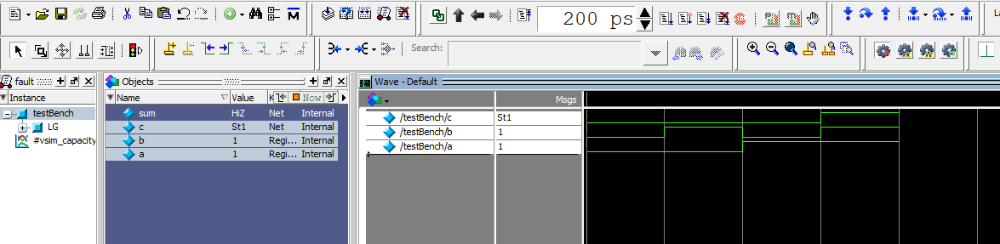 200 ps
Search:
fault
Objects
Wave - Default
Instance
Name Value K Now
Msgs
testBench
LG
#vsim_capacity
sum HiZ Net Internal
c St1 Net Internal
b 1 Regi... Internal
a 1 Regi... Internal
/testBench/c St1
/testBench/b 1
/testBench/a 1